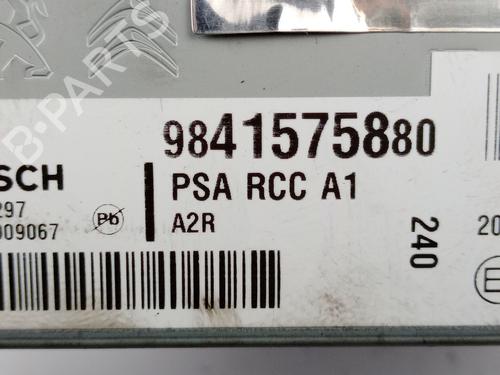 B-PARTS
9841575880
SCH
PSA RCC A1
297
A2R
009067
Pb
240
20
E